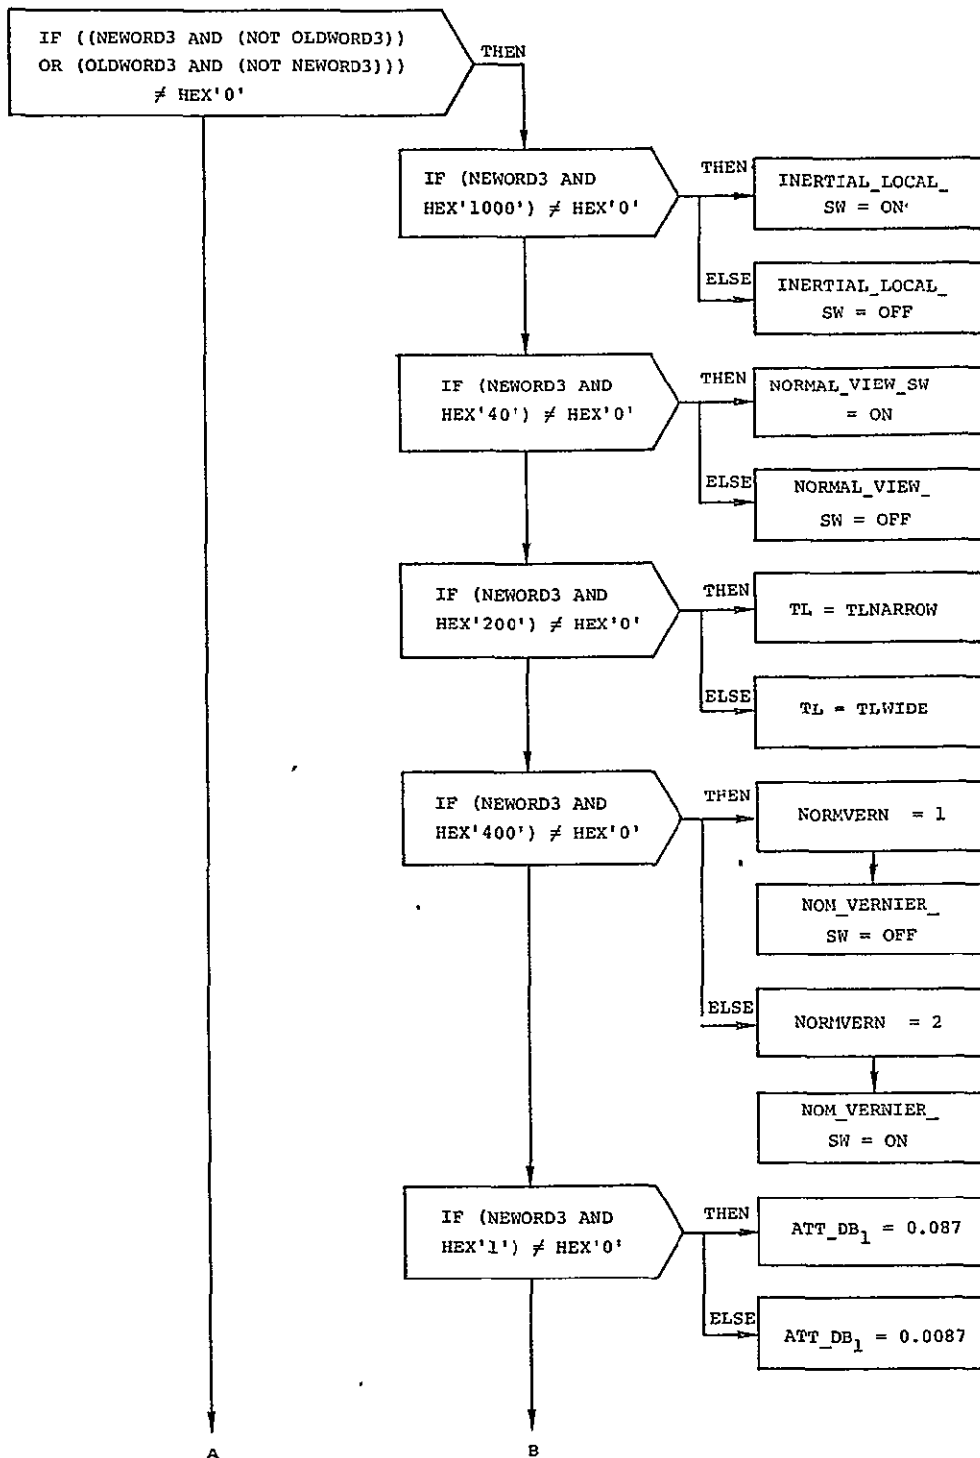 IF ((NEWORD3 AND (NOT OLDWORD3))
OR (OLDWORD3 AND (NOT NEWORD3)))
≠ HEX'0'
THEN
IF (NEWORD3 AND
HEX'1000') ≠ HEX'0'
THEN
INERTIAL_LOCAL_
SW = ON
ELSE
INERTIAL_LOCAL_
SW = OFF
IF (NEWORD3 AND
HEX'40') ≠ HEX'0'
THEN
NORMAL_VIEW_SW
= ON
ELSE
NORMAL_VIEW_
SW = OFF
IF (NEWORD3 AND
HEX'200') ≠ HEX'0'
THEN
TL = TLNARROW
ELSE
TL = TLWIDE
IF (NEWORD3 AND
HEX'400') ≠ HEX'0'
THEN
NORMVERN = 1
NOM_VERNIER_
SW = OFF
ELSE
NORMVERN = 2
NOM_VERNIER_
SW = ON
IF (NEWORD3 AND
HEX'1') ≠ HEX'0'
THEN
ATT_DB₁ = 0.087
ELSE
ATT_DB₁ = 0.0087
A
B